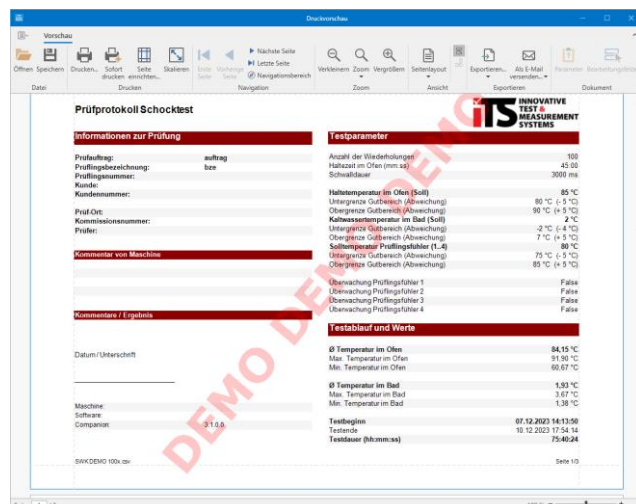 Druckvorschau
Vorschau
Öffnen Speichern Drucken... Sofort drucken Seite einrichten... Skalieren Erste Seite Vorherige Seite Nächste Seite
Letzte Seite
Navigationsbereich
Verkleinern Zoom Vergrößern Seitenlayout Exportieren... Als E-Mail versenden... Parameter
Datei Drucken Navigation Zoom Ansicht Exportieren Dokument
Prüfprotokoll Schocktest
iTS INNOVATIVE
TEST &
MEASUREMENT
SYSTEMS
Informationen zur Prüfung
Prüfauftrag: auftrag
Prüflingsbezeichnung: bze
Prüflingsnummer:
Kunde:
Kundennummer:
Prüf-Ort:
Kommissionsnummer:
Prüfer:
Kommentar von Maschine
Kommentare / Ergebnis
Datum / Unterschrift
Maschine:
Software:
Companion: 3.1.0.0
SWK DEMO 100x.csv
Testparameter
Anzahl der Wiederholungen 100
Haltezeit im Ofen (mm:ss) 45:00
Schwalldauer 3000 ms
Haltetemperatur im Ofen (Soll) 85 °C
Untergrenze Gutbereich (Abweichung) 80 °C (- 5 °C)
Obergrenze Gutbereich (Abweichung) 90 °C (+ 5 °C)
Kaltwassertemperatur im Bad (Soll) 2 °C
Untergrenze Gutbereich (Abweichung) -2 °C (- 4 °C)
Obergrenze Gutbereich (Abweichung) 7 °C (+ 5 °C)
Solltemperatur Prüflingsfühler (1...4) 80 °C
Untergrenze Gutbereich (Abweichung) 75 °C (- 5 °C)
Obergrenze Gutbereich (Abweichung) 85 °C (+ 5 °C)
Überwachung Prüflingsfühler 1 False
Überwachung Prüflingsfühler 2 False
Überwachung Prüflingsfühler 3 False
Überwachung Prüflingsfühler 4 False
Testablauf und Werte
Ø Temperatur im Ofen 84,15 °C
Max. Temperatur im Ofen 91,90 °C
Min. Temperatur im Ofen 60,67 °C
Ø Temperatur im Bad 1,93 °C
Max. Temperatur im Bad 3,67 °C
Min. Temperatur im Bad 1,38 °C
Testbeginn 07.12.2023 14:13:50
Testende 10.12.2023 17:54:14
Testdauer (hh:mm:ss) 75:40:24
Seite 1/3
DEMO DEMO DEMO DEMO